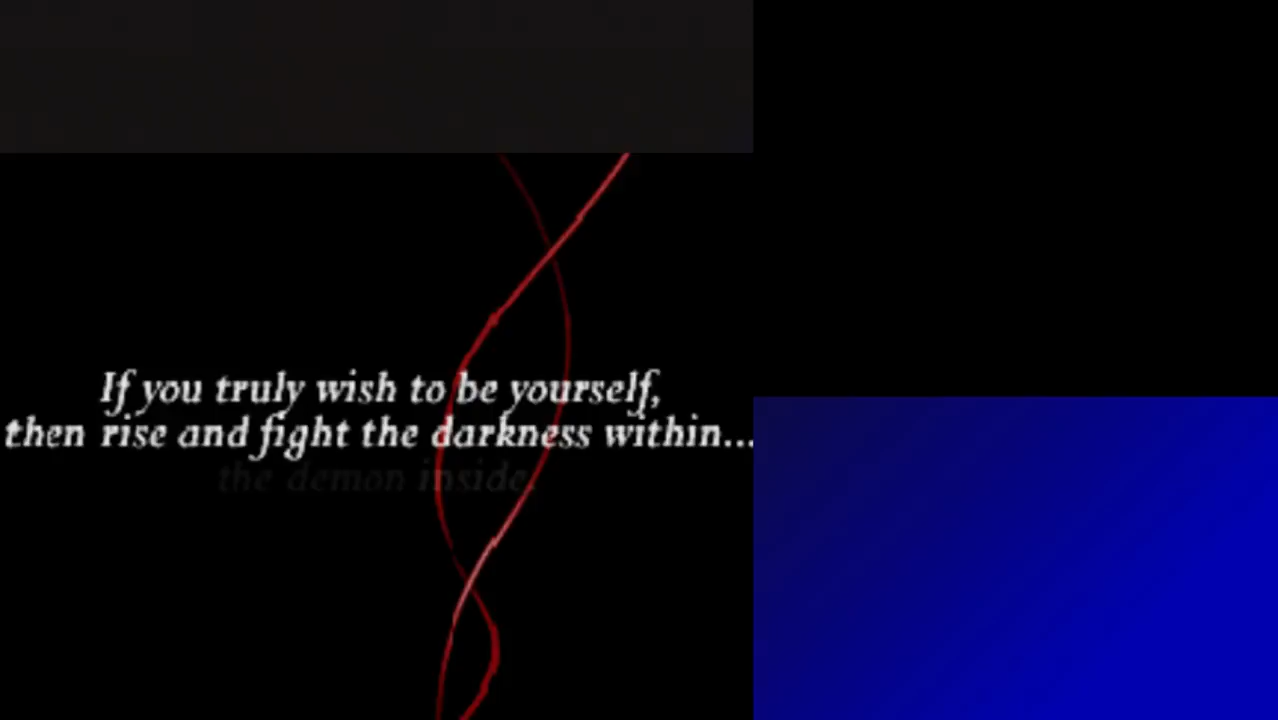 If you truly wish to be yourself,
then rise and fight the darkness within...
the demon inside.